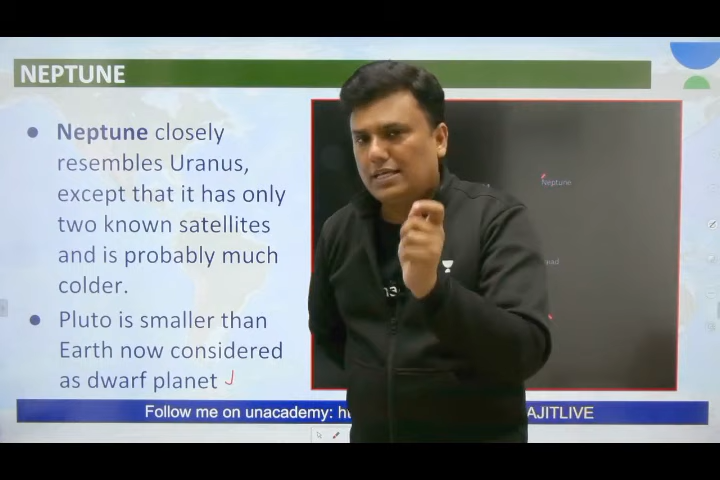 NEPTUNE
● Neptune closely
resembles Uranus,
except that it has only
two known satellites
and is probably much
colder.
● Pluto is smaller than
Earth now considered
as dwarf planet
Neptune
Follow me on unacademy: AJITLIVE